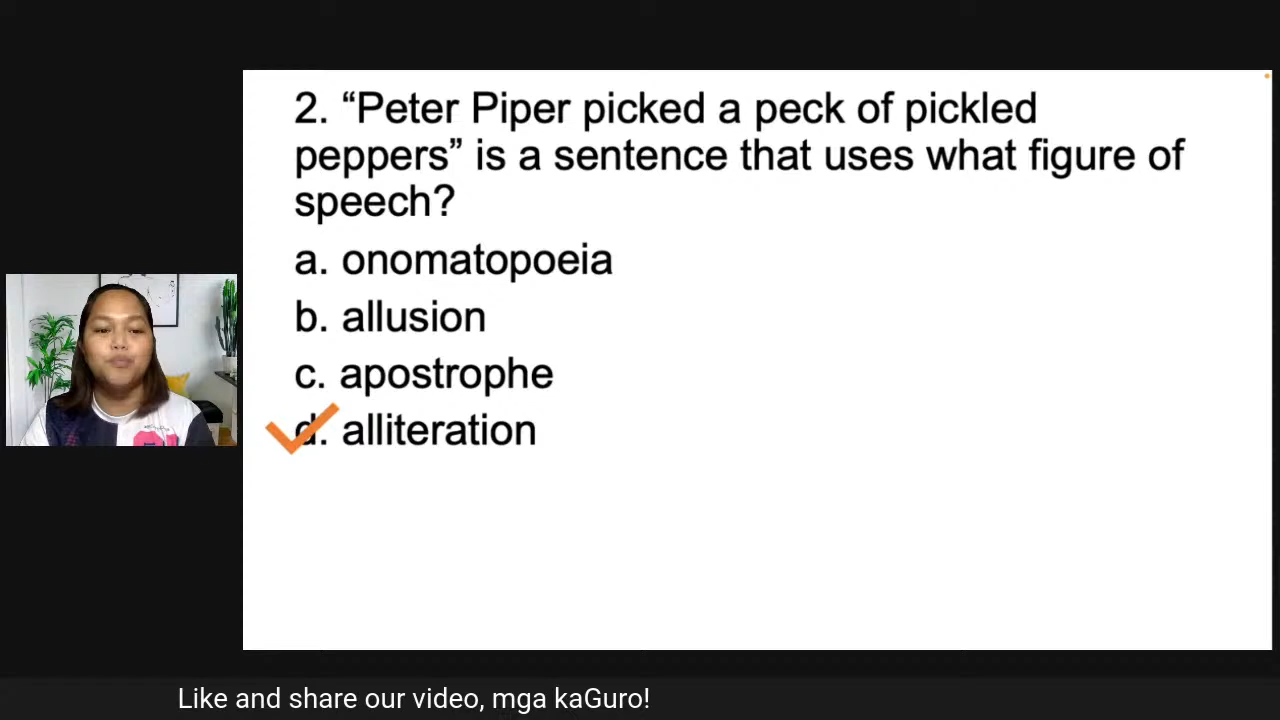 2. “Peter Piper picked a peck of pickled
peppers” is a sentence that uses what figure of
speech?
a. onomatopoeia
b. allusion
c. apostrophe
d. alliteration
Like and share our video, mga kaGuro!